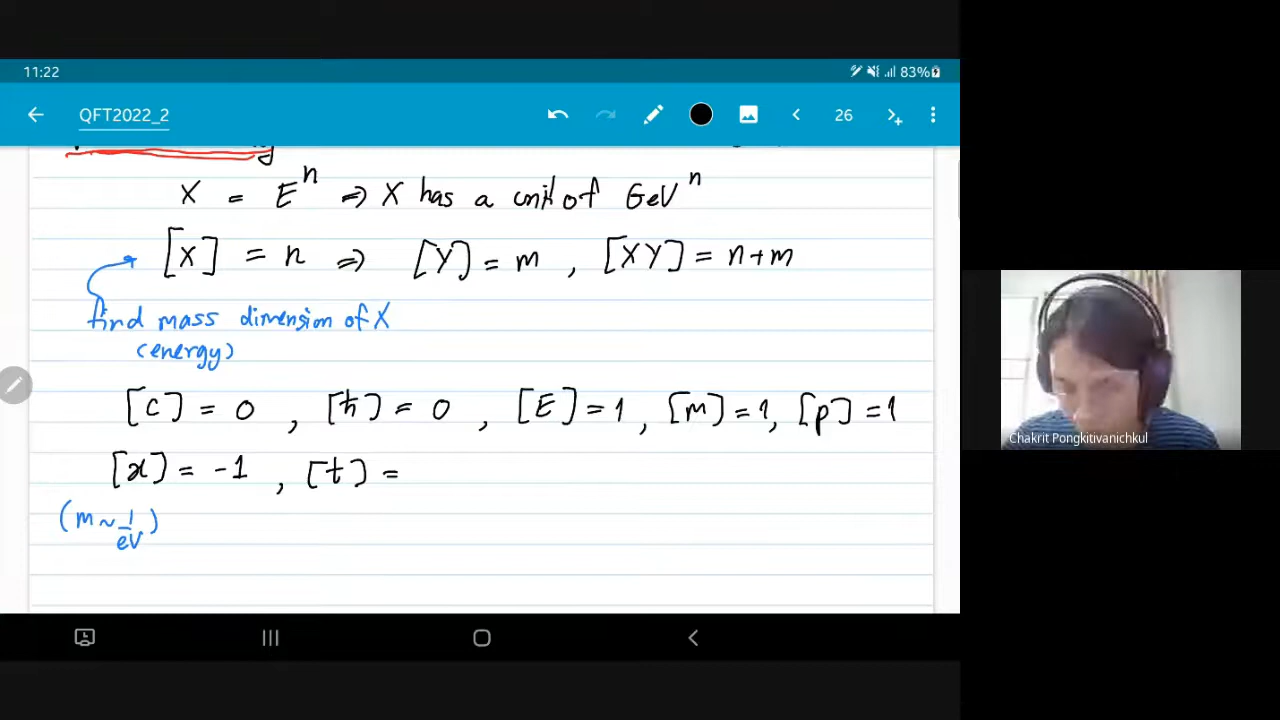 11:22 83%
QFT2022_2 26
X = E^n ⇒ X has a unit of GeV^n
[X] = n ⇒ [Y] = m , [XY] = n+m
find mass dimension of X
(energy)
[c] = 0 , [ħ] = 0 , [E] = 1 , [m] = 1, [p] = 1
[x] = -1 , [t] =
(m ~ 1/eV)
Chakrit Pongkitivanichkul